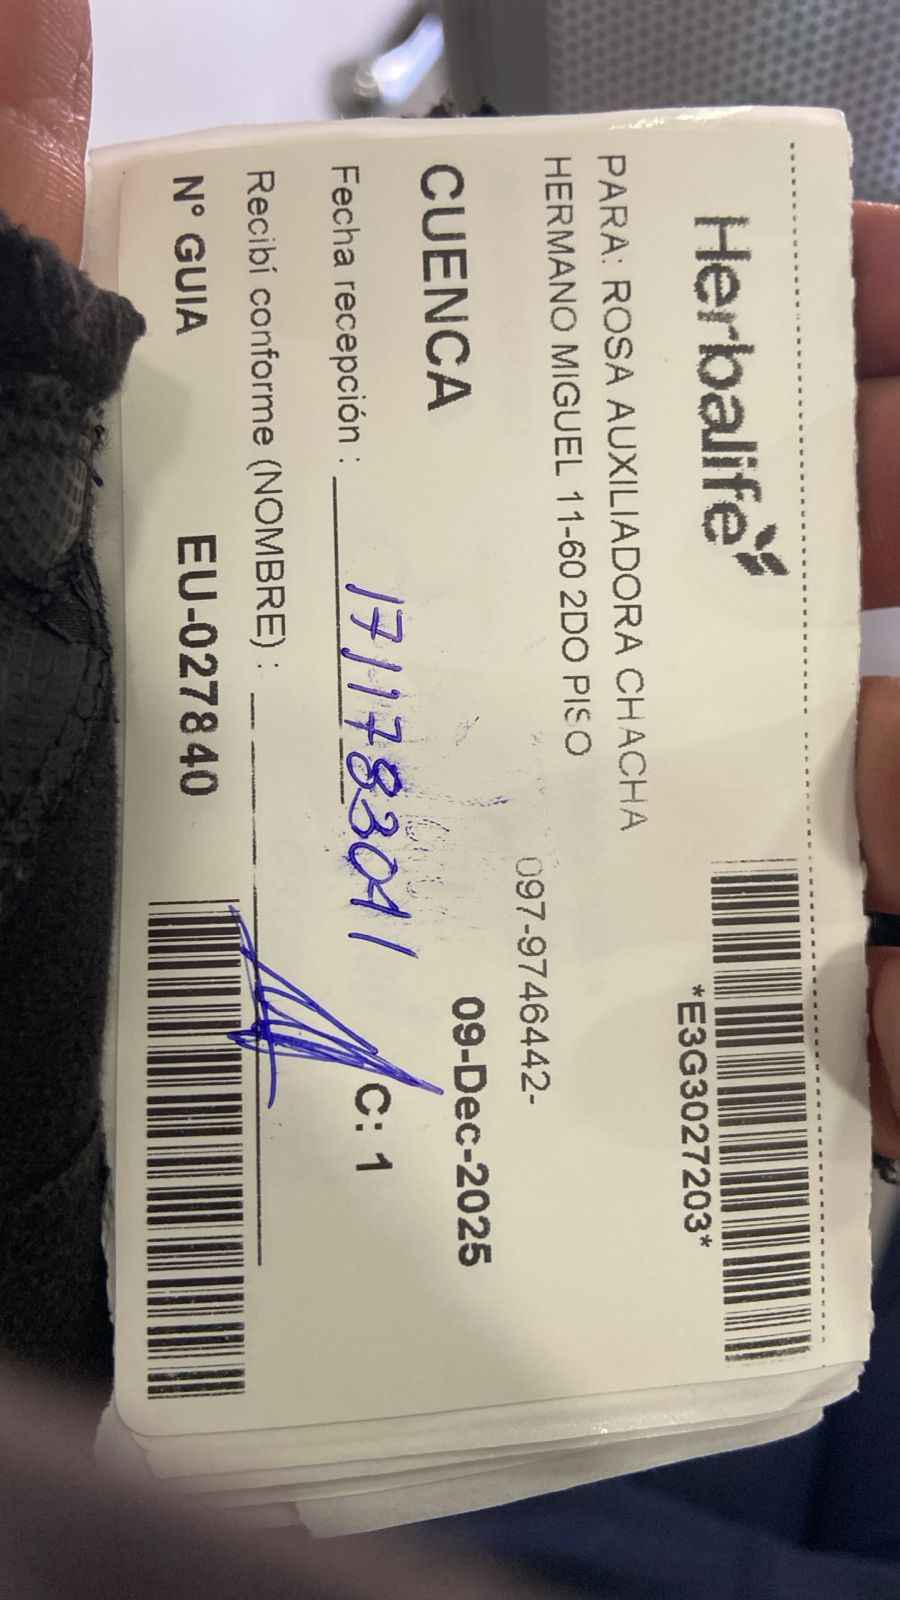 Herbalife
*E3G3027203*
PARA: ROSA AUXILIADORA CHACHA
HERMANO MIGUEL 11-60 2DO PISO
097-9746442-
CUENCA
09-Dec-2025
Fecha recepción : 1717830
C: 1
Recibí conforme (NOMBRE) :
N° GUIA EU-027840